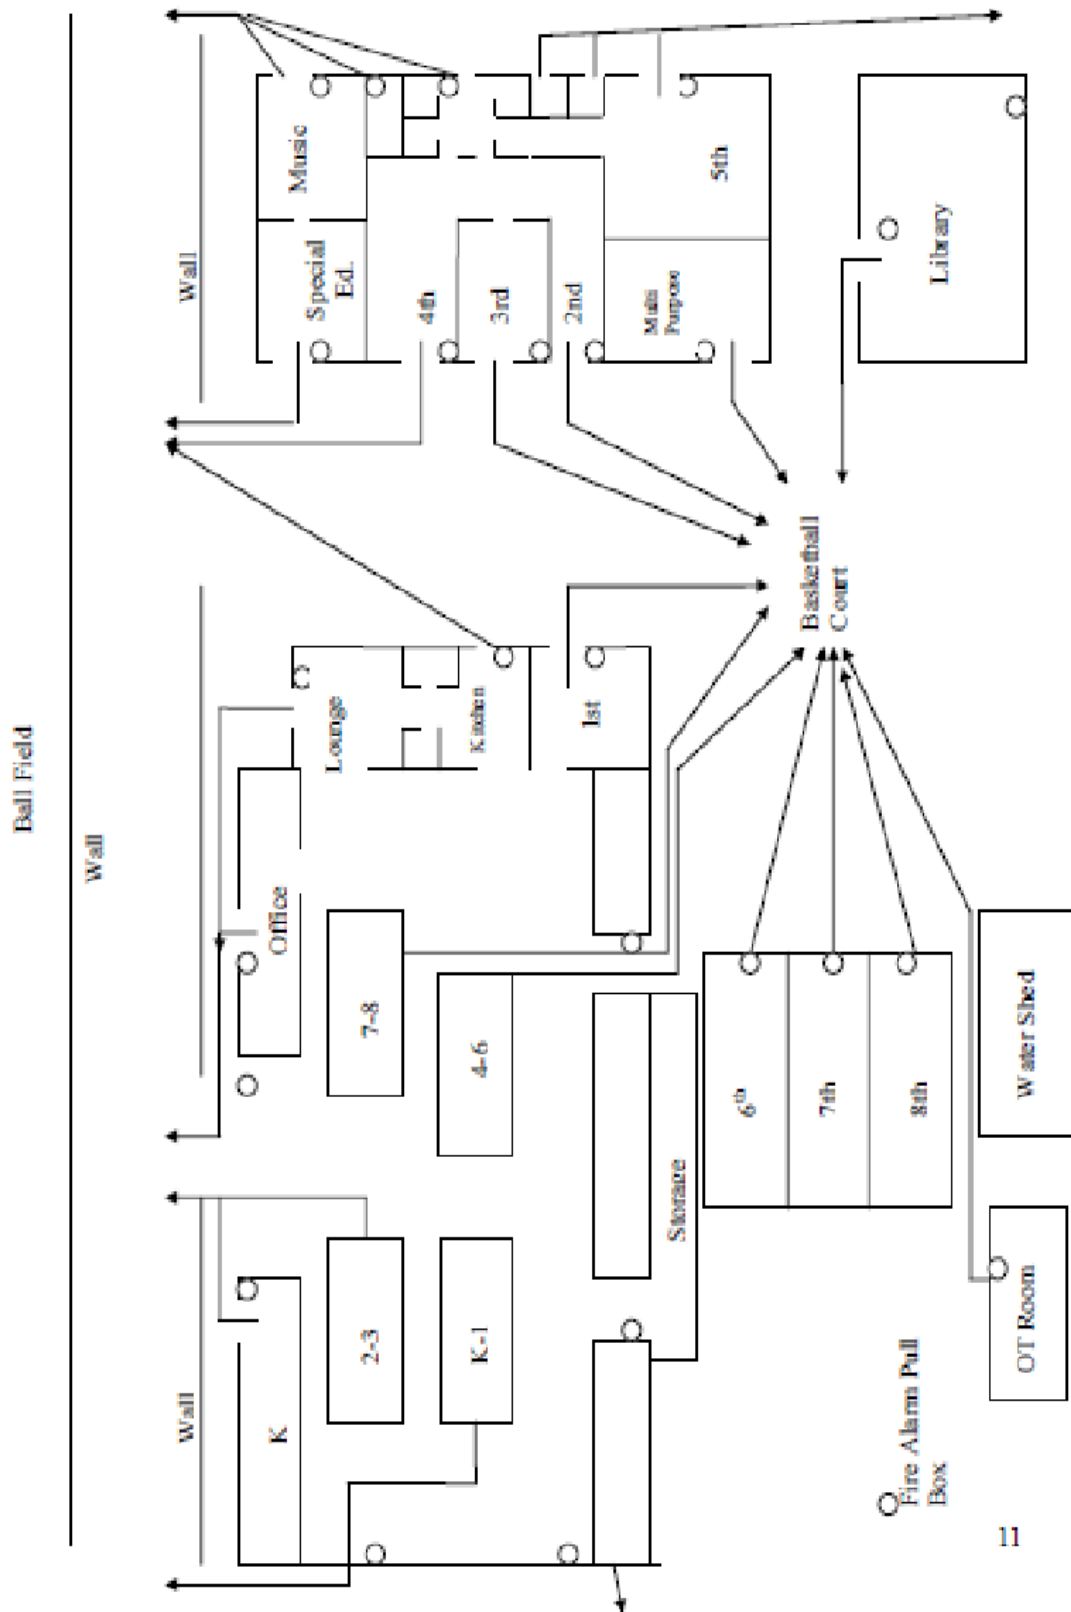 Ball Field
Wall
Wall
Wall
Wall
K
2-3
K-1
Office
7-8
4-6
Lounge
Kitchen
1st
Storage
Music
Special
Ed.
4th
3rd
2nd
Multi
Purpose
5th
Library
Basketball
Court
6th
7th
8th
Water Shed
OT Room
Fire Alarm Pull
Box
11